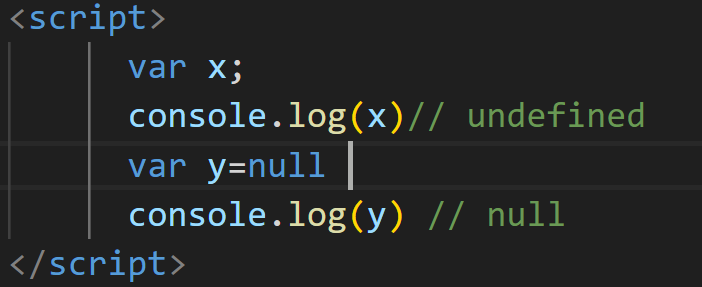 <script>
var x;
console.log(x)// undefined
var y=null
console.log(y) // null
</script>